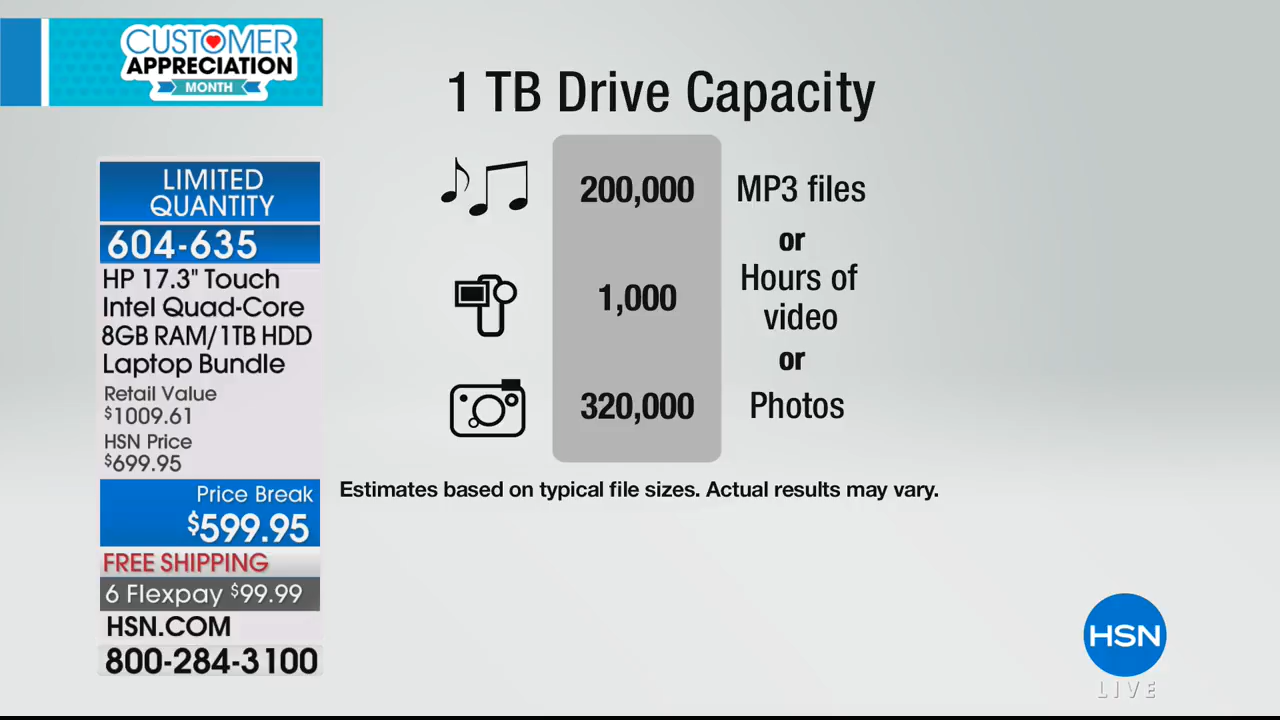 CUSTOMER
APPRECIATION
MONTH
LIMITED
QUANTITY
604-635
HP 17.3" Touch
Intel Quad-Core
8GB RAM/1TB HDD
Laptop Bundle
Retail Value
$1009.61
HSN Price
$699.95
Price Break
$599.95
FREE SHIPPING
6 Flexpay $99.99
HSN.COM
800-284-3100
1 TB Drive Capacity
200,000 MP3 files
or
1,000 Hours of
video
or
320,000 Photos
Estimates based on typical file sizes. Actual results may vary.
HSN
LIVE